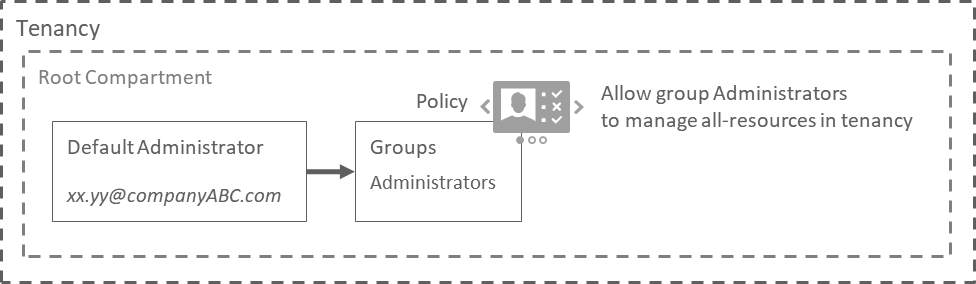 Tenancy
Root Compartment
Policy
Allow group Administrators
to manage all-resources in tenancy
Default Administrator
xx.yy@companyABC.com
Groups
Administrators